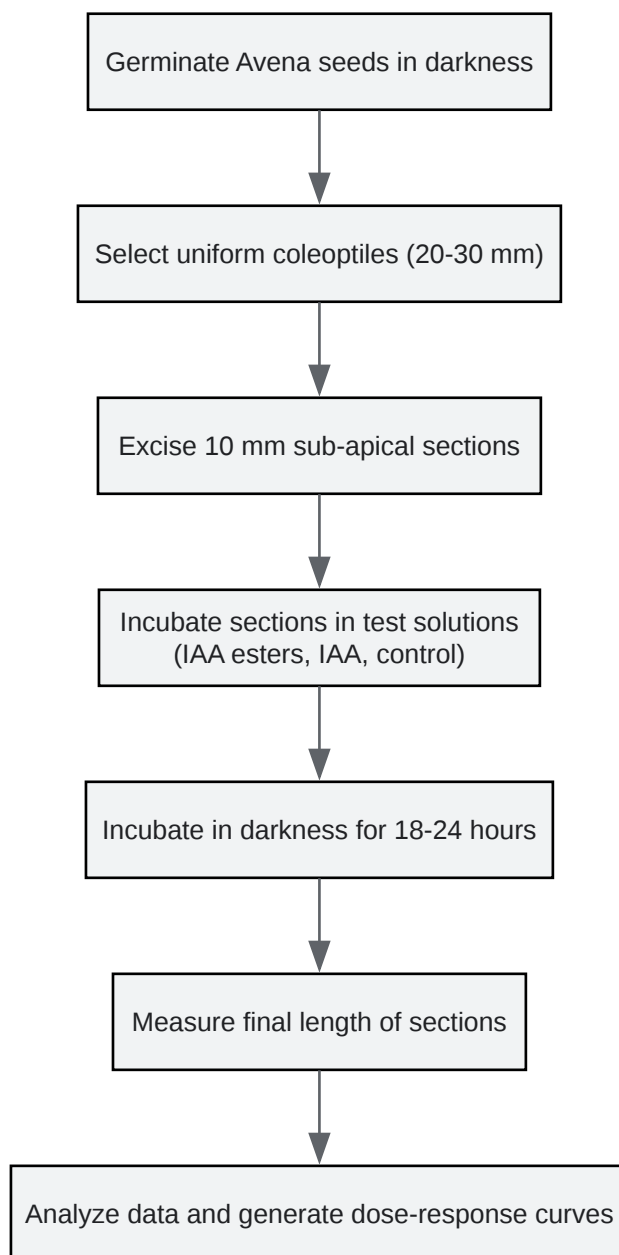 Germinate Avena seeds in darkness
Select uniform coleoptiles (20-30 mm)
Excise 10 mm sub-apical sections
Incubate sections in test solutions
(IAA esters, IAA, control)
Incubate in darkness for 18-24 hours
Measure final length of sections
Analyze data and generate dose-response curves